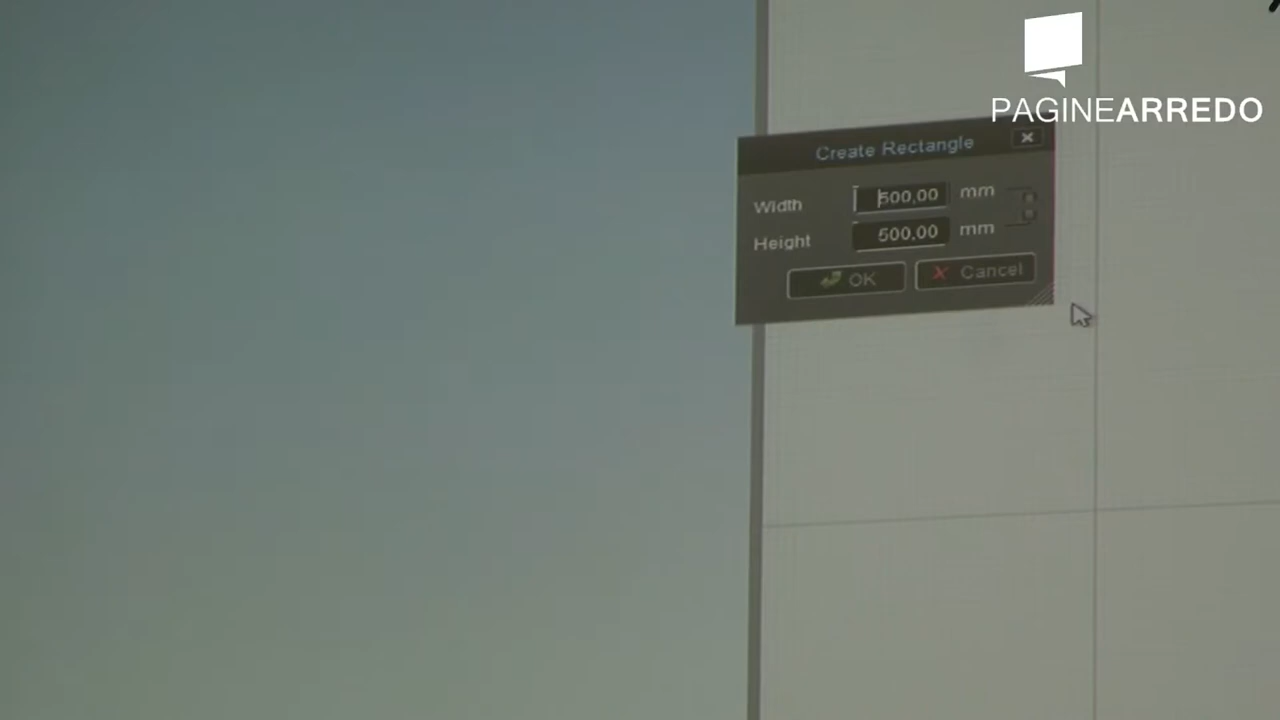 PAGINEARREDO
Create Rectangle
Width 500,00 mm
Height 500,00 mm
OK Cancel